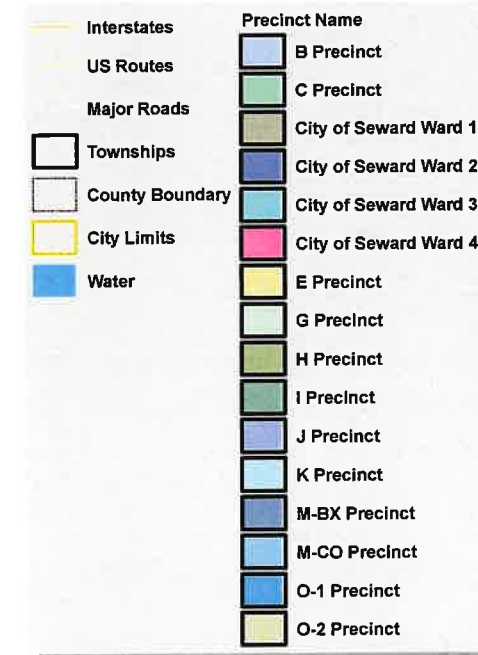 Interstates
US Routes
Major Roads
Townships
County Boundary
City Limits
Water
Precinct Name
B Precinct
C Precinct
City of Seward Ward 1
City of Seward Ward 2
City of Seward Ward 3
City of Seward Ward 4
E Precinct
G Precinct
H Precinct
I Precinct
J Precinct
K Precinct
M-BX Precinct
M-CO Precinct
O-1 Precinct
O-2 Precinct